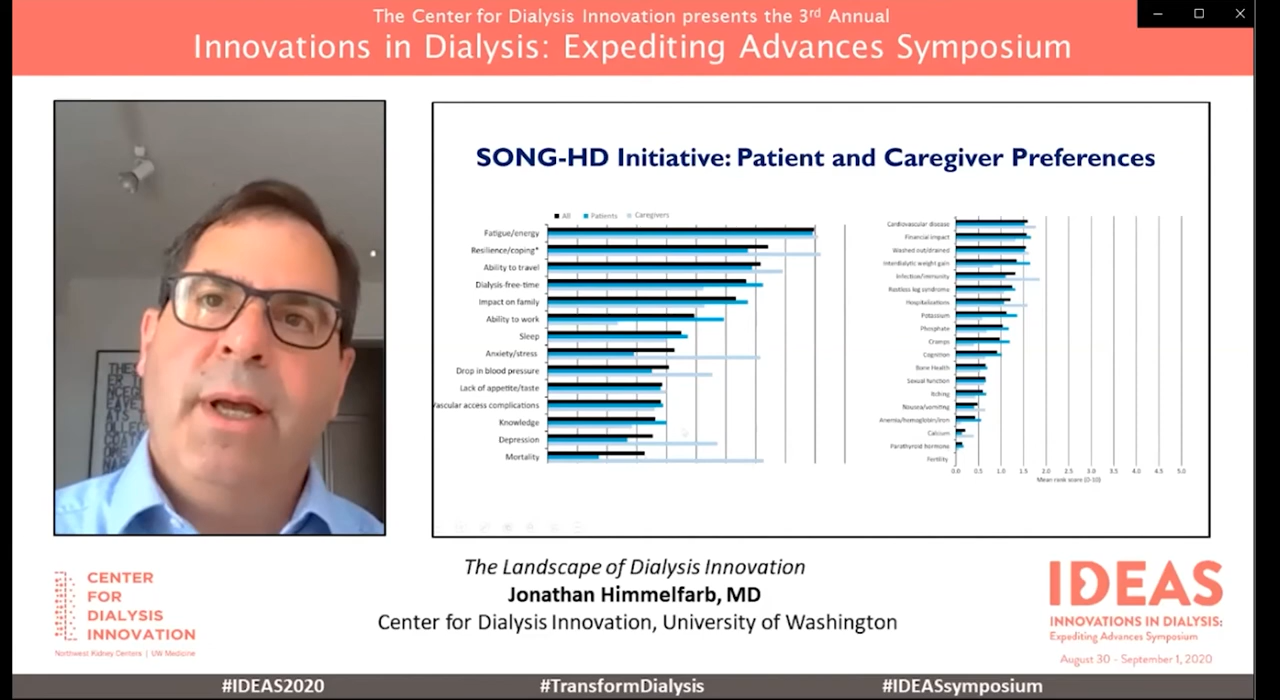 The Center for Dialysis Innovation presents the 3rd Annual
Innovations in Dialysis: Expediting Advances Symposium
SONG-HD Initiative: Patient and Caregiver Preferences
All Patients Caregivers
Fatigue/energy
Resilience/coping*
Ability to travel
Dialysis-free-time
Impact on family
Ability to work
Sleep
Anxiety/stress
Drop in blood pressure
Lack of appetite/taste
Vascular access complications
Knowledge
Depression
Mortality
Cardiovascular disease
Financial impact
Washed out/drained
Interdialytic weight gain
Infection/immunity
Restless leg syndrome
Hospitalizations
Potassium
Phosphate
Cramps
Cognition
Bone Health
Sexual function
Itching
Nausea/vomiting
Anemia/hemoglobin/iron
Calcium
Parathyroid hormone
Fertility
0.0 0.5 1.0 1.5 2.0 2.5 3.0 3.5 4.0 4.5 5.0
Mean rank score (0-10)
The Landscape of Dialysis Innovation
Jonathan Himmelfarb, MD
Center for Dialysis Innovation, University of Washington
CENTER
FOR
DIALYSIS
INNOVATION
Northwest Kidney Centers | UW Medicine
IDEAS
INNOVATIONS IN DIALYSIS:
Expediting Advances Symposium
August 30 - September 1, 2020
#IDEAS2020 #TransformDialysis #IDEASsymposium